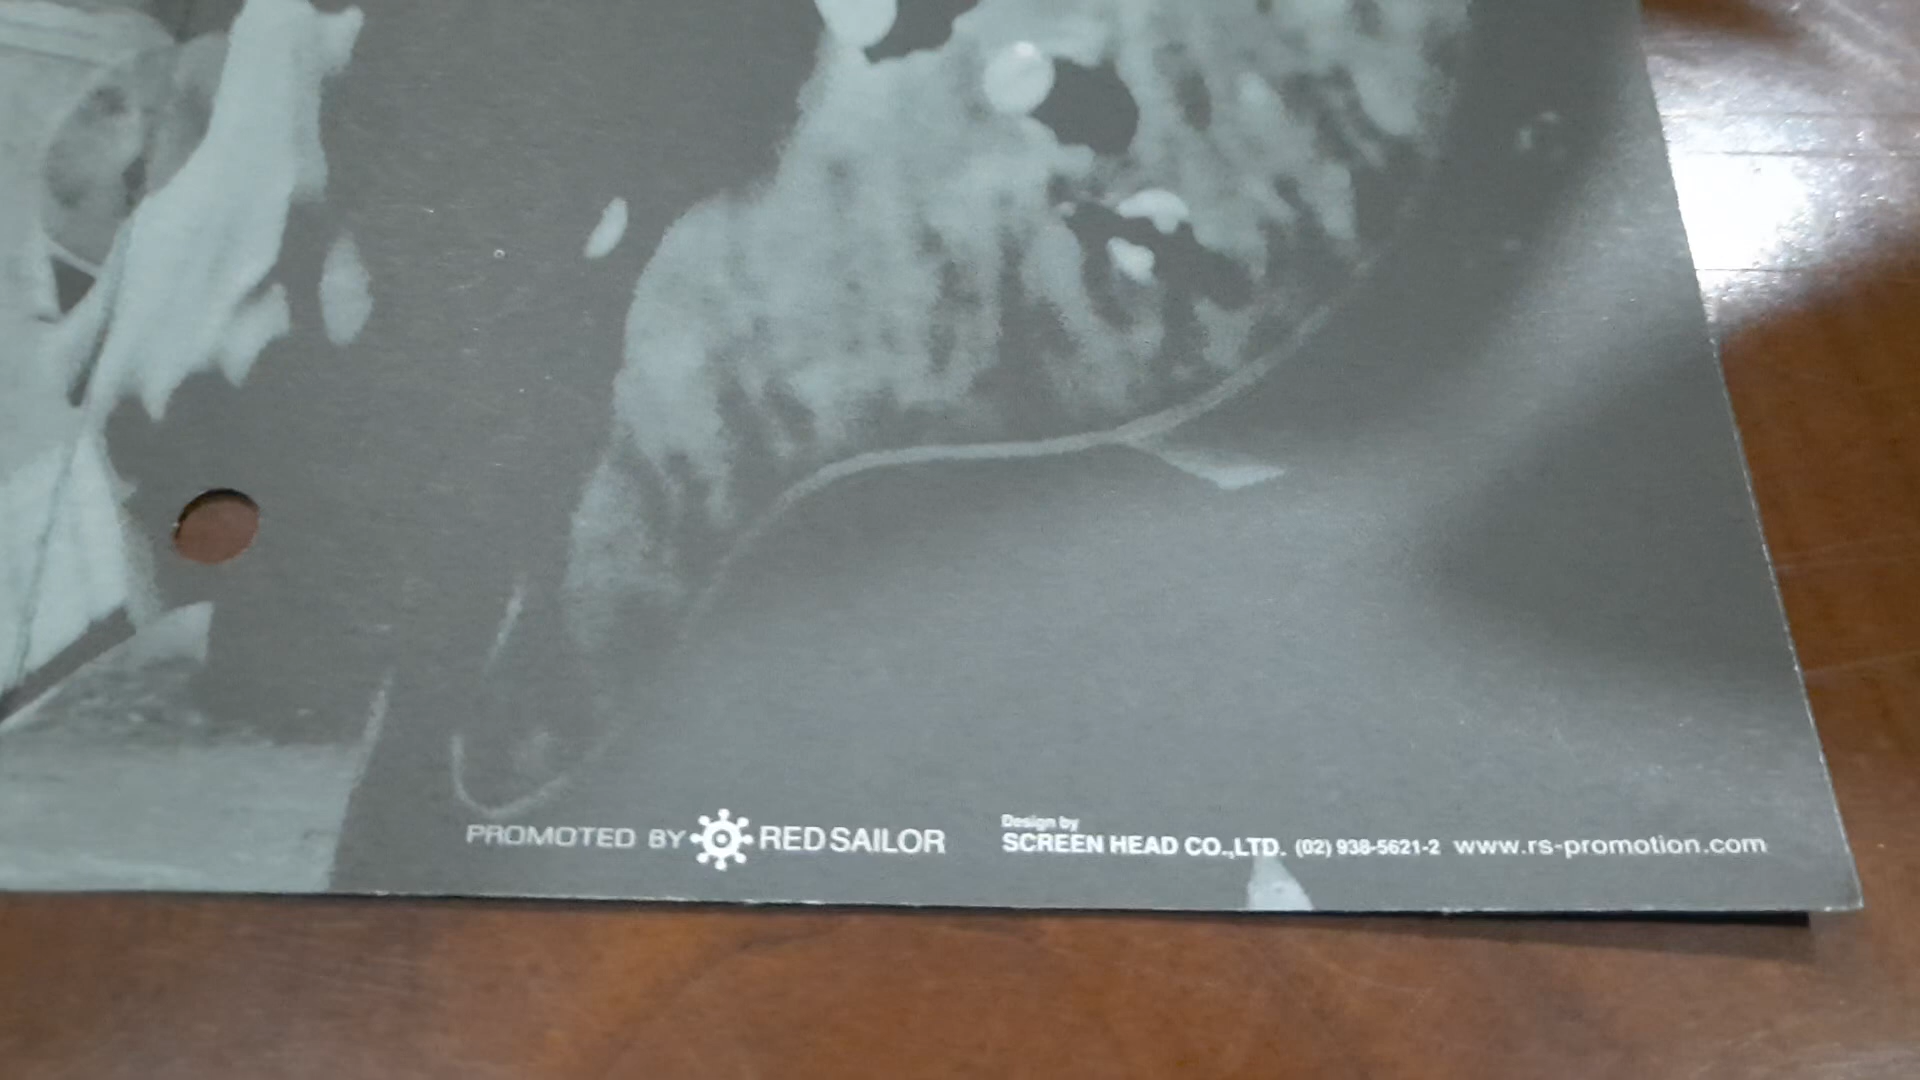 PROMOTED BY RED SAILOR
Design by
SCREEN HEAD CO.,LTD. (02) 938-5621-2 www.rs-promotion.com